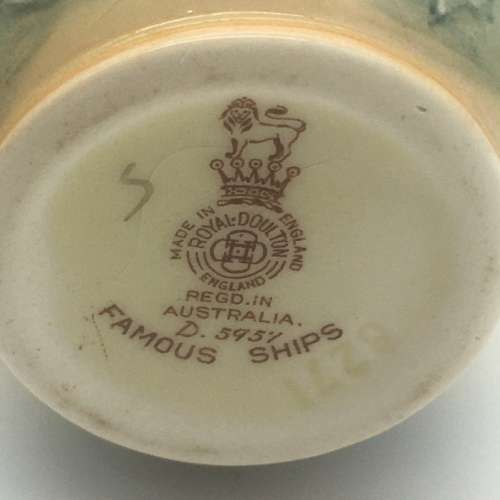 S
MADE IN ENGLAND
ROYAL-DOULTON
ENGLAND
REGD.IN
AUSTRALIA.
D. 5957
FAMOUS SHIPS